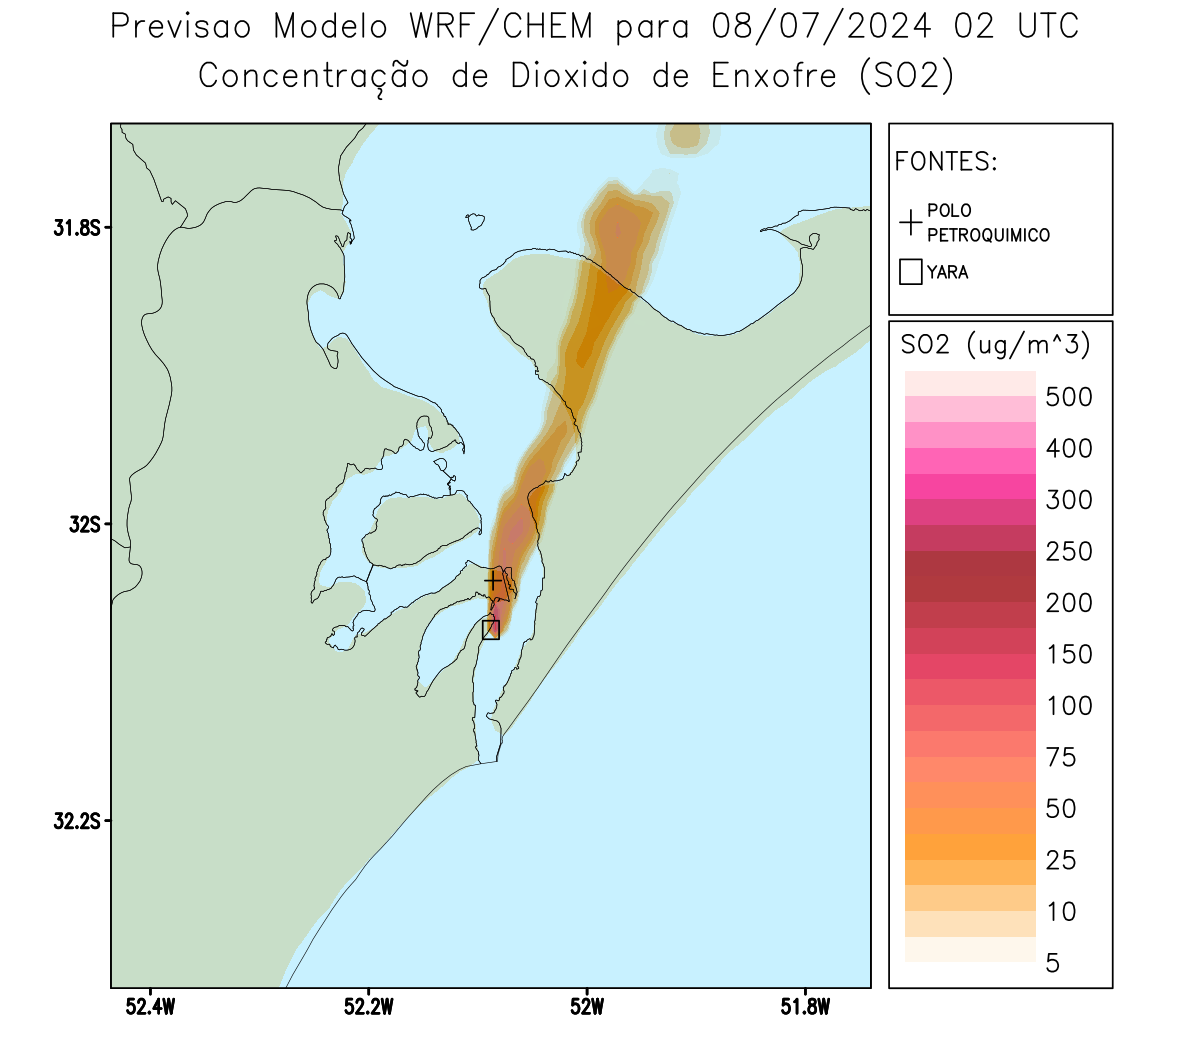 Previsao Modelo WRF/CHEM para 08/07/2024 02 UTC
Concentração de Dioxido de Enxofre (SO2)
FONTES:
POLO
PETROQUIMICO
YARA
SO2 (ug/m^3)
500
400
300
250
200
150
100
75
50
25
10
5
31.8S
32S
32.2S
52.4W
52.2W
52W
51.8W